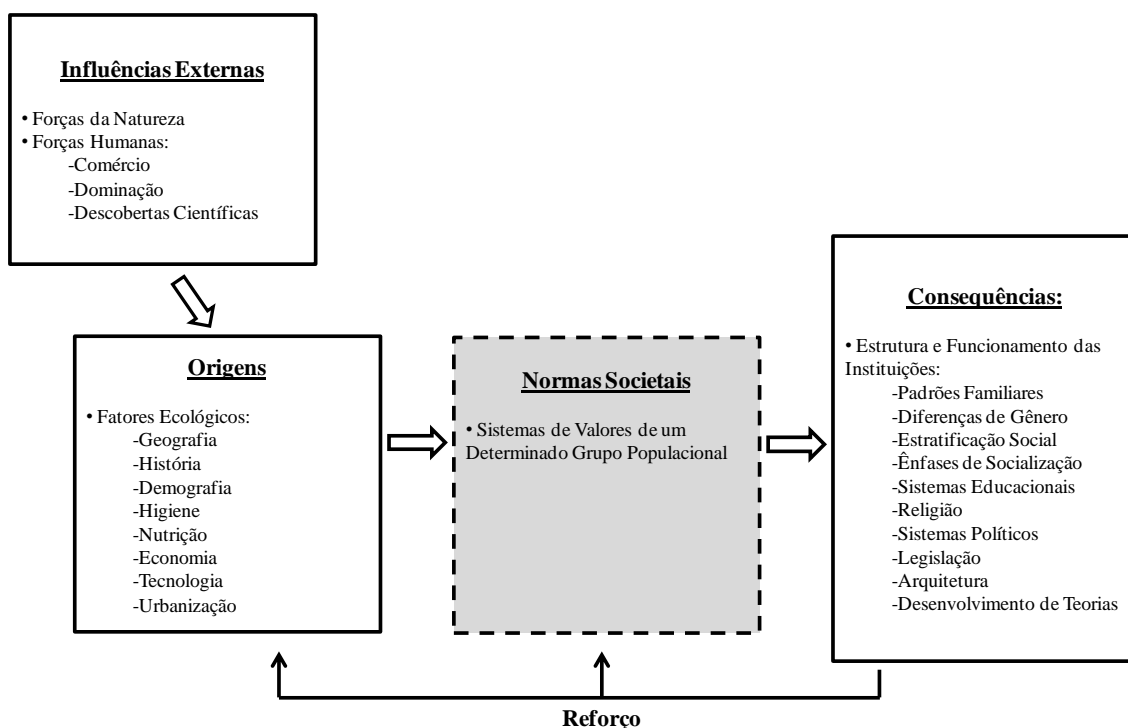 Influências Externas
• Forças da Natureza
• Forças Humanas:
-Comércio
-Dominação
-Descobertas Científicas
Origens
• Fatores Ecológicos:
-Geografia
-História
-Demografia
-Higiene
-Nutrição
-Economia
-Tecnologia
-Urbanização
Normas Societais
• Sistemas de Valores de um
Determinado Grupo Populacional
Consequências:
• Estrutura e Funcionamento das
Instituições:
-Padrões Familiares
-Diferenças de Gênero
-Estratificação Social
-Ênfases de Socialização
-Sistemas Educacionais
-Religião
-Sistemas Políticos
-Legislação
-Arquitetura
-Desenvolvimento de Teorias
Reforço